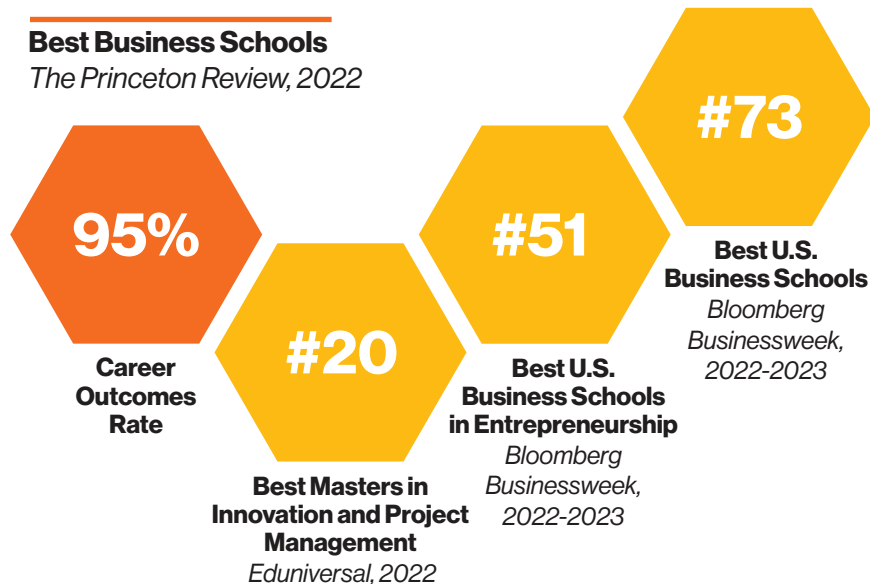 Best Business Schools
The Princeton Review, 2022
95%
Career
Outcomes
Rate
#20
Best Masters in
Innovation and Project
Management
Eduniversal, 2022
#51
Best U.S.
Business Schools
in Entrepreneurship
Bloomberg
Businessweek,
2022-2023
#73
Best U.S.
Business Schools
Bloomberg
Businessweek,
2022-2023